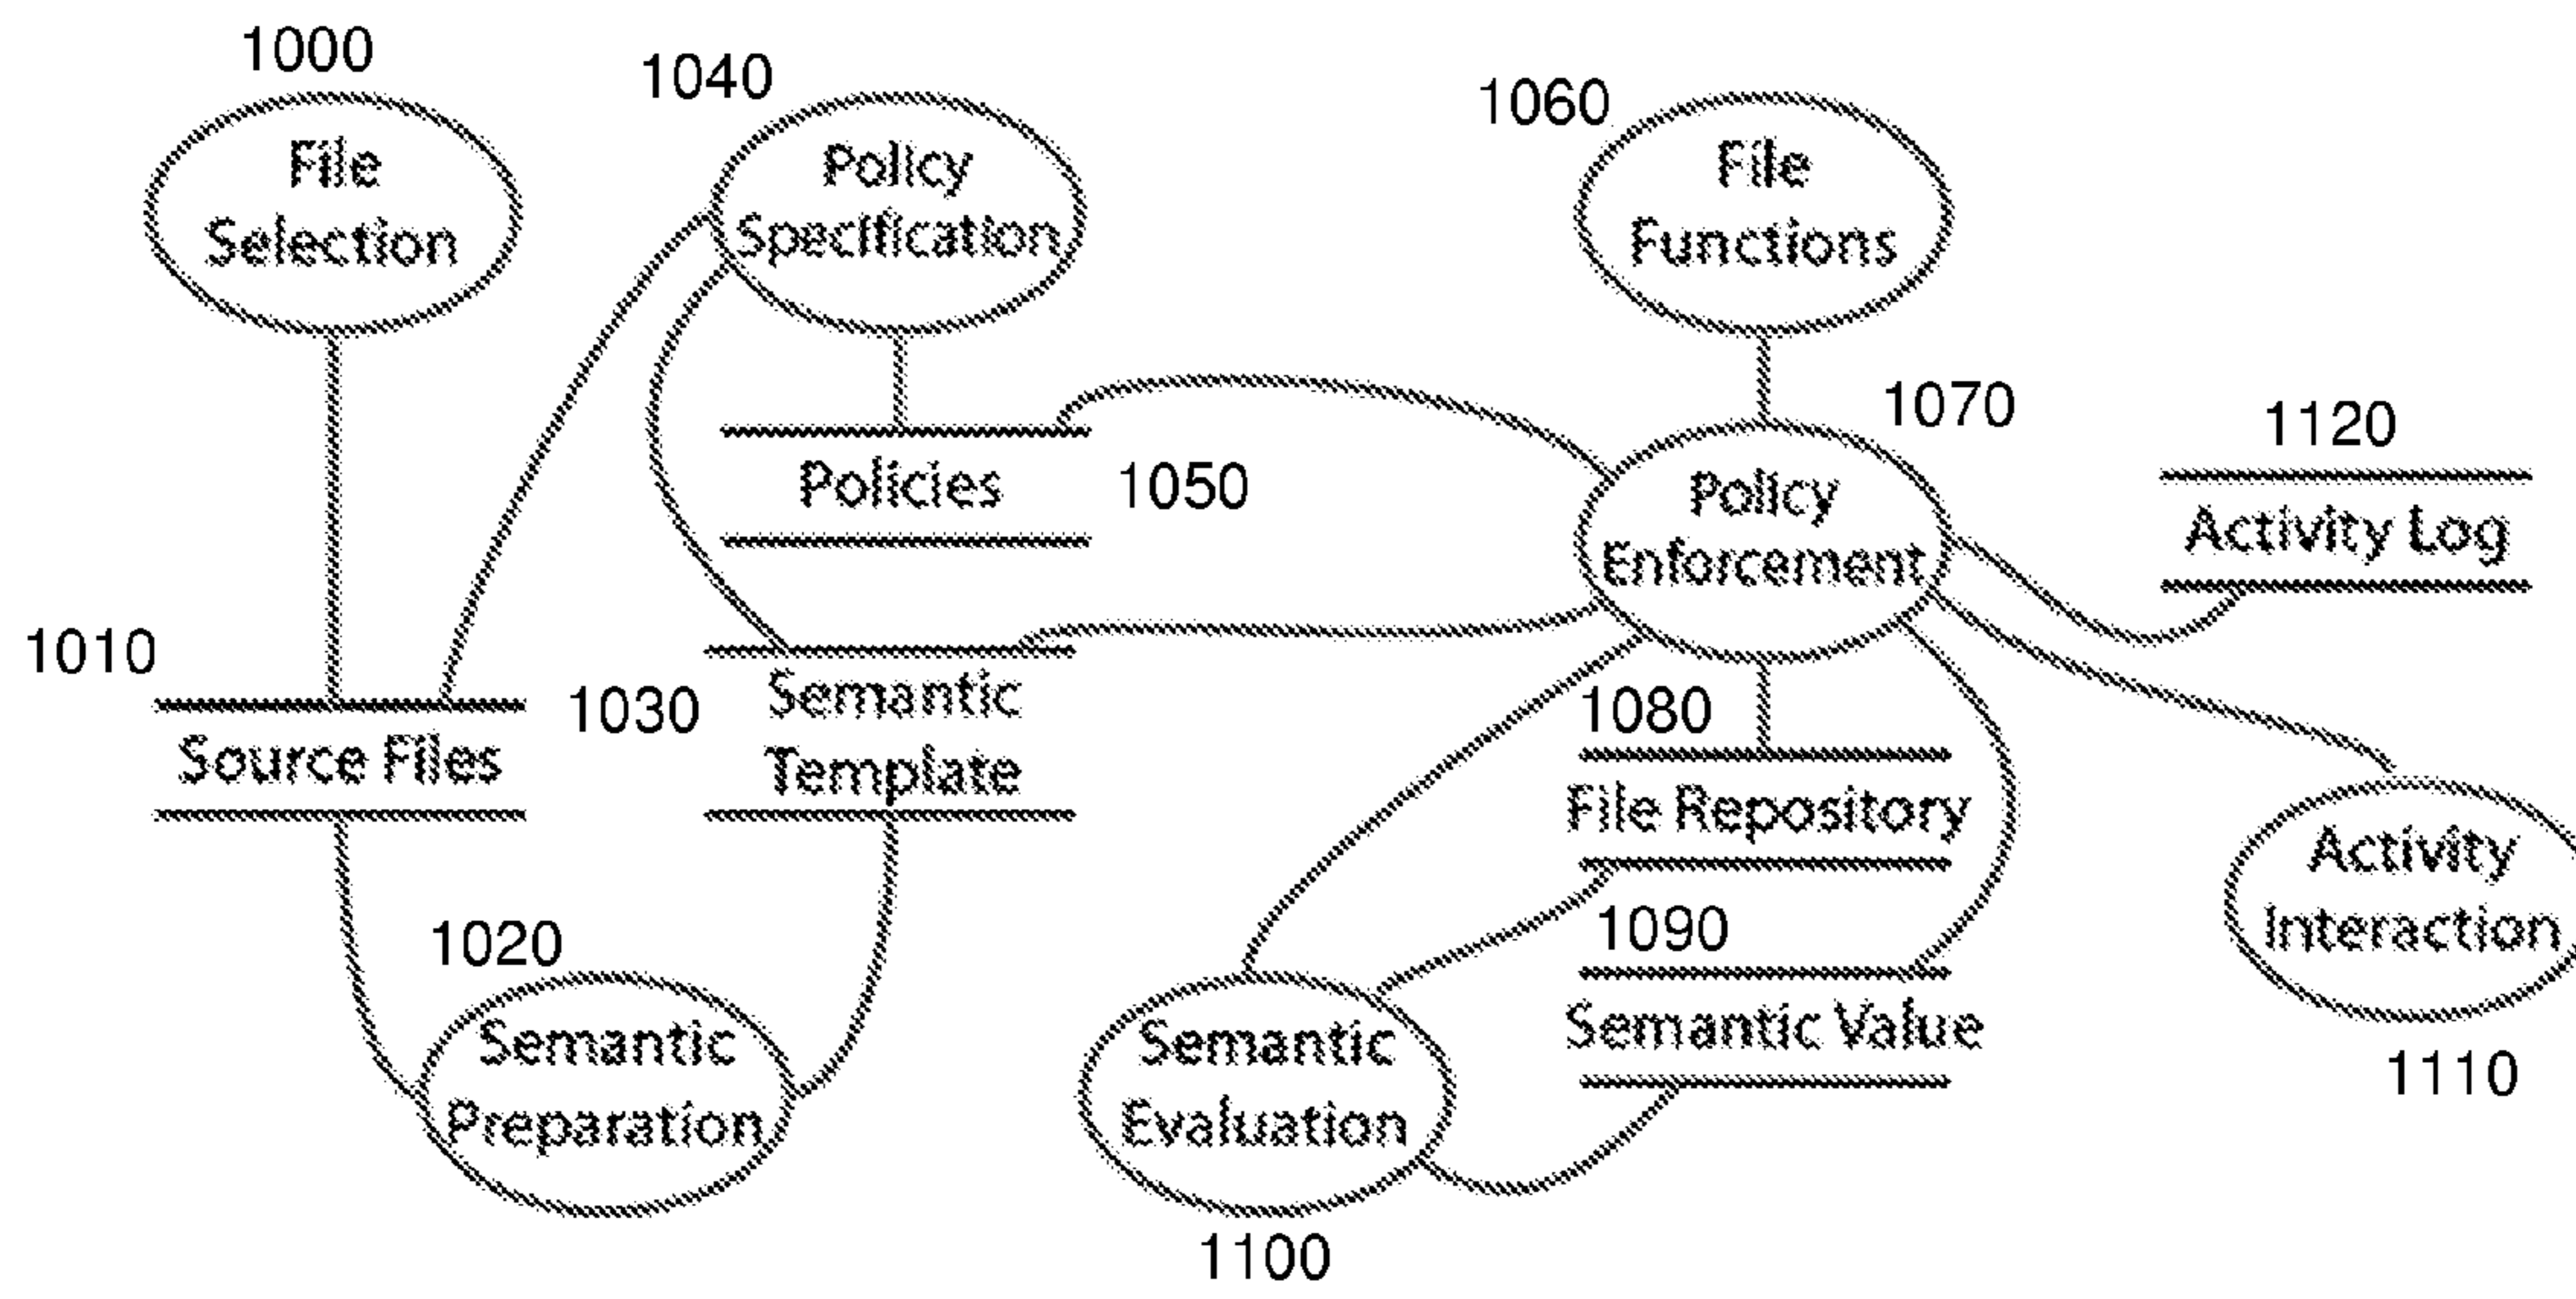 1000
File
Selection
1040
Policy
Specification
1060
File
Functions
Policies
1050
1070
Policy
Enforcement
1120
Activity Log
1010
Source Files
1030
Semantic
Template
1080
File Repository
1090
Semantic Value
Activity
Interaction
1110
1020
Semantic
Preparation
Semantic
Evaluation
1100